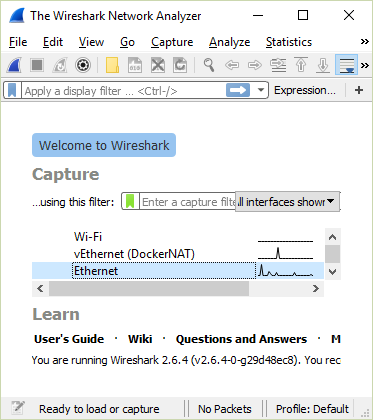 The Wireshark Network Analyzer
File Edit View Go Capture Analyze Statistics
Apply a display filter ... <Ctrl-/> Expression... +
Welcome to Wireshark
Capture
...using this filter: Enter a capture filte ll interfaces shown
Wi-Fi
vEthernet (DockerNAT)
Ethernet
Learn
User's Guide · Wiki · Questions and Answers · M
You are running Wireshark 2.6.4 (v2.6.4-0-g29d48ec8). You rec
Ready to load or capture No Packets Profile: Default